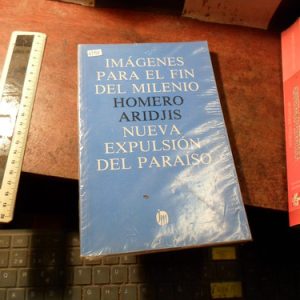 IMÁGENES
PARA EL FIN
DEL MILENIO
HOMERO
ARIDJIS
NUEVA
EXPULSIÓN
DEL PARAÍSO